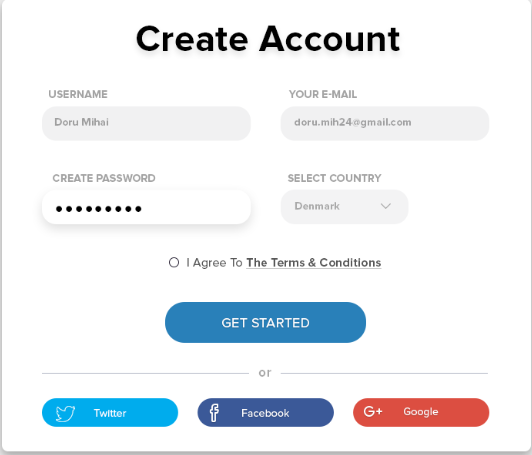 Create Account
USERNAME
YOUR E-MAIL
Doru Mihai
doru.mih24@gmail.com
CREATE PASSWORD
SELECT COUNTRY
●●●●●●●●●
Denmark
I Agree To The Terms & Conditions
GET STARTED
or
Twitter
Facebook
G+ Google